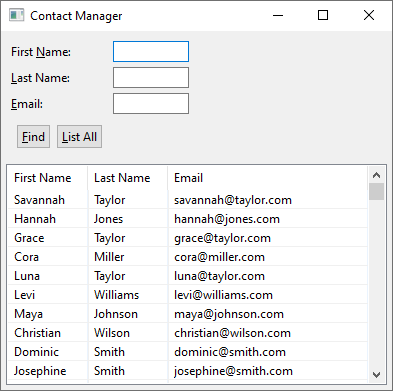 Contact Manager
First Name:
Last Name:
Email:
Find List All
First Name Last Name Email
Savannah Taylor savannah@taylor.com
Hannah Jones hannah@jones.com
Grace Taylor grace@taylor.com
Cora Miller cora@miller.com
Luna Taylor luna@taylor.com
Levi Williams levi@williams.com
Maya Johnson maya@johnson.com
Christian Wilson christian@wilson.com
Dominic Smith dominic@smith.com
Josephine Smith josephine@smith.com